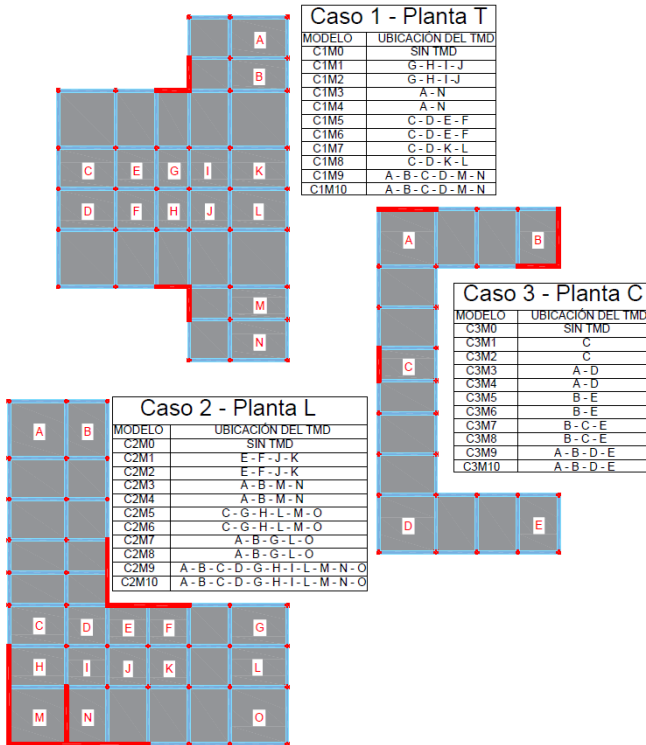 Caso 1 - Planta T
MODELO UBICACIÓN DEL TMD
C1M0 SIN TMD
C1M1 G - H - I - J
C1M2 G - H - I - J
C1M3 A - N
C1M4 A - N
C1M5 C - D - E - F
C1M6 C - D - E - F
C1M7 C - D - K - L
C1M8 C - D - K - L
C1M9 A - B - C - D - M - N
C1M10 A - B - C - D - M - N
A
B
C E G I K
D F H J L
M
N
Caso 3 - Planta C
MODELO UBICACIÓN DEL TMD
C3M0 SIN TMD
C3M1 C
C3M2 C
C3M3 A - D
C3M4 A - D
C3M5 B - E
C3M6 B - E
C3M7 B - C - E
C3M8 B - C - E
C3M9 A - B - D - E
C3M10 A - B - D - E
A B
C
D E
Caso 2 - Planta L
MODELO UBICACIÓN DEL TMD
C2M0 SIN TMD
C2M1 E - F - J - K
C2M2 E - F - J - K
C2M3 A - B - M - N
C2M4 A - B - M - N
C2M5 C - G - H - L - M - O
C2M6 C - G - H - L - M - O
C2M7 A - B - G - L - O
C2M8 A - B - G - L - O
C2M9 A - B - C - D - G - H - I - L - M - N - O
C2M10 A - B - C - D - G - H - I - L - M - N - O
A B
C D E F G
H I J K L
M N O